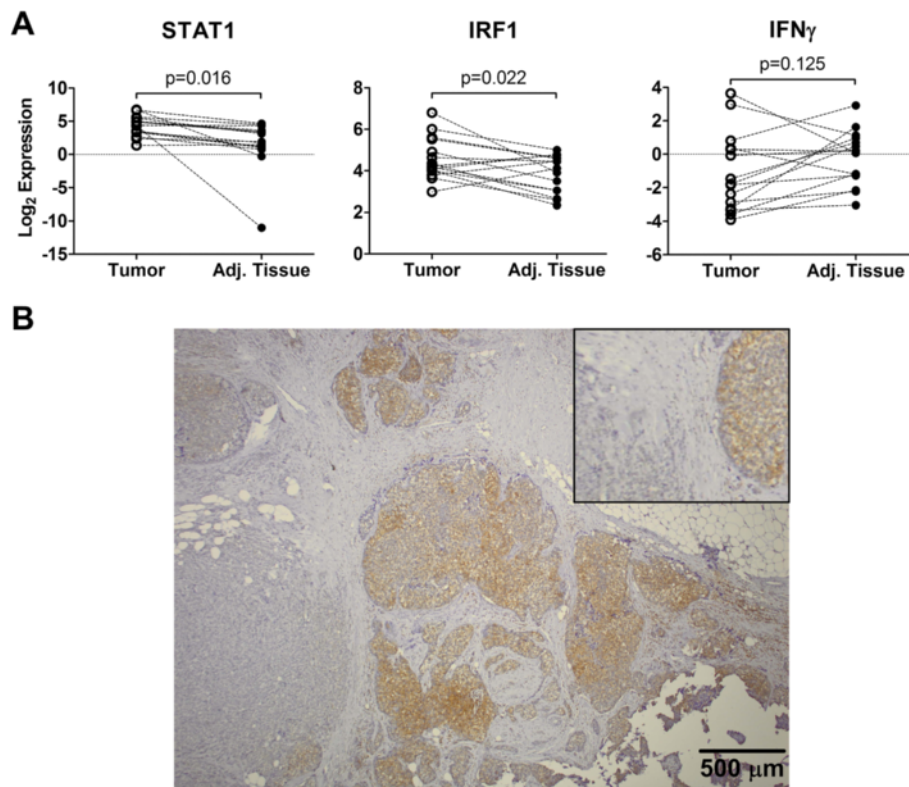 A
STAT1
IRF1
IFNγ
p=0.016
p=0.022
p=0.125
Log2 Expression
10
5
0
-5
-10
-15
8
6
4
2
0
4
2
0
-2
-4
-6
Tumor
Adj. Tissue
Tumor
Adj. Tissue
Tumor
Adj. Tissue
B
500 µm